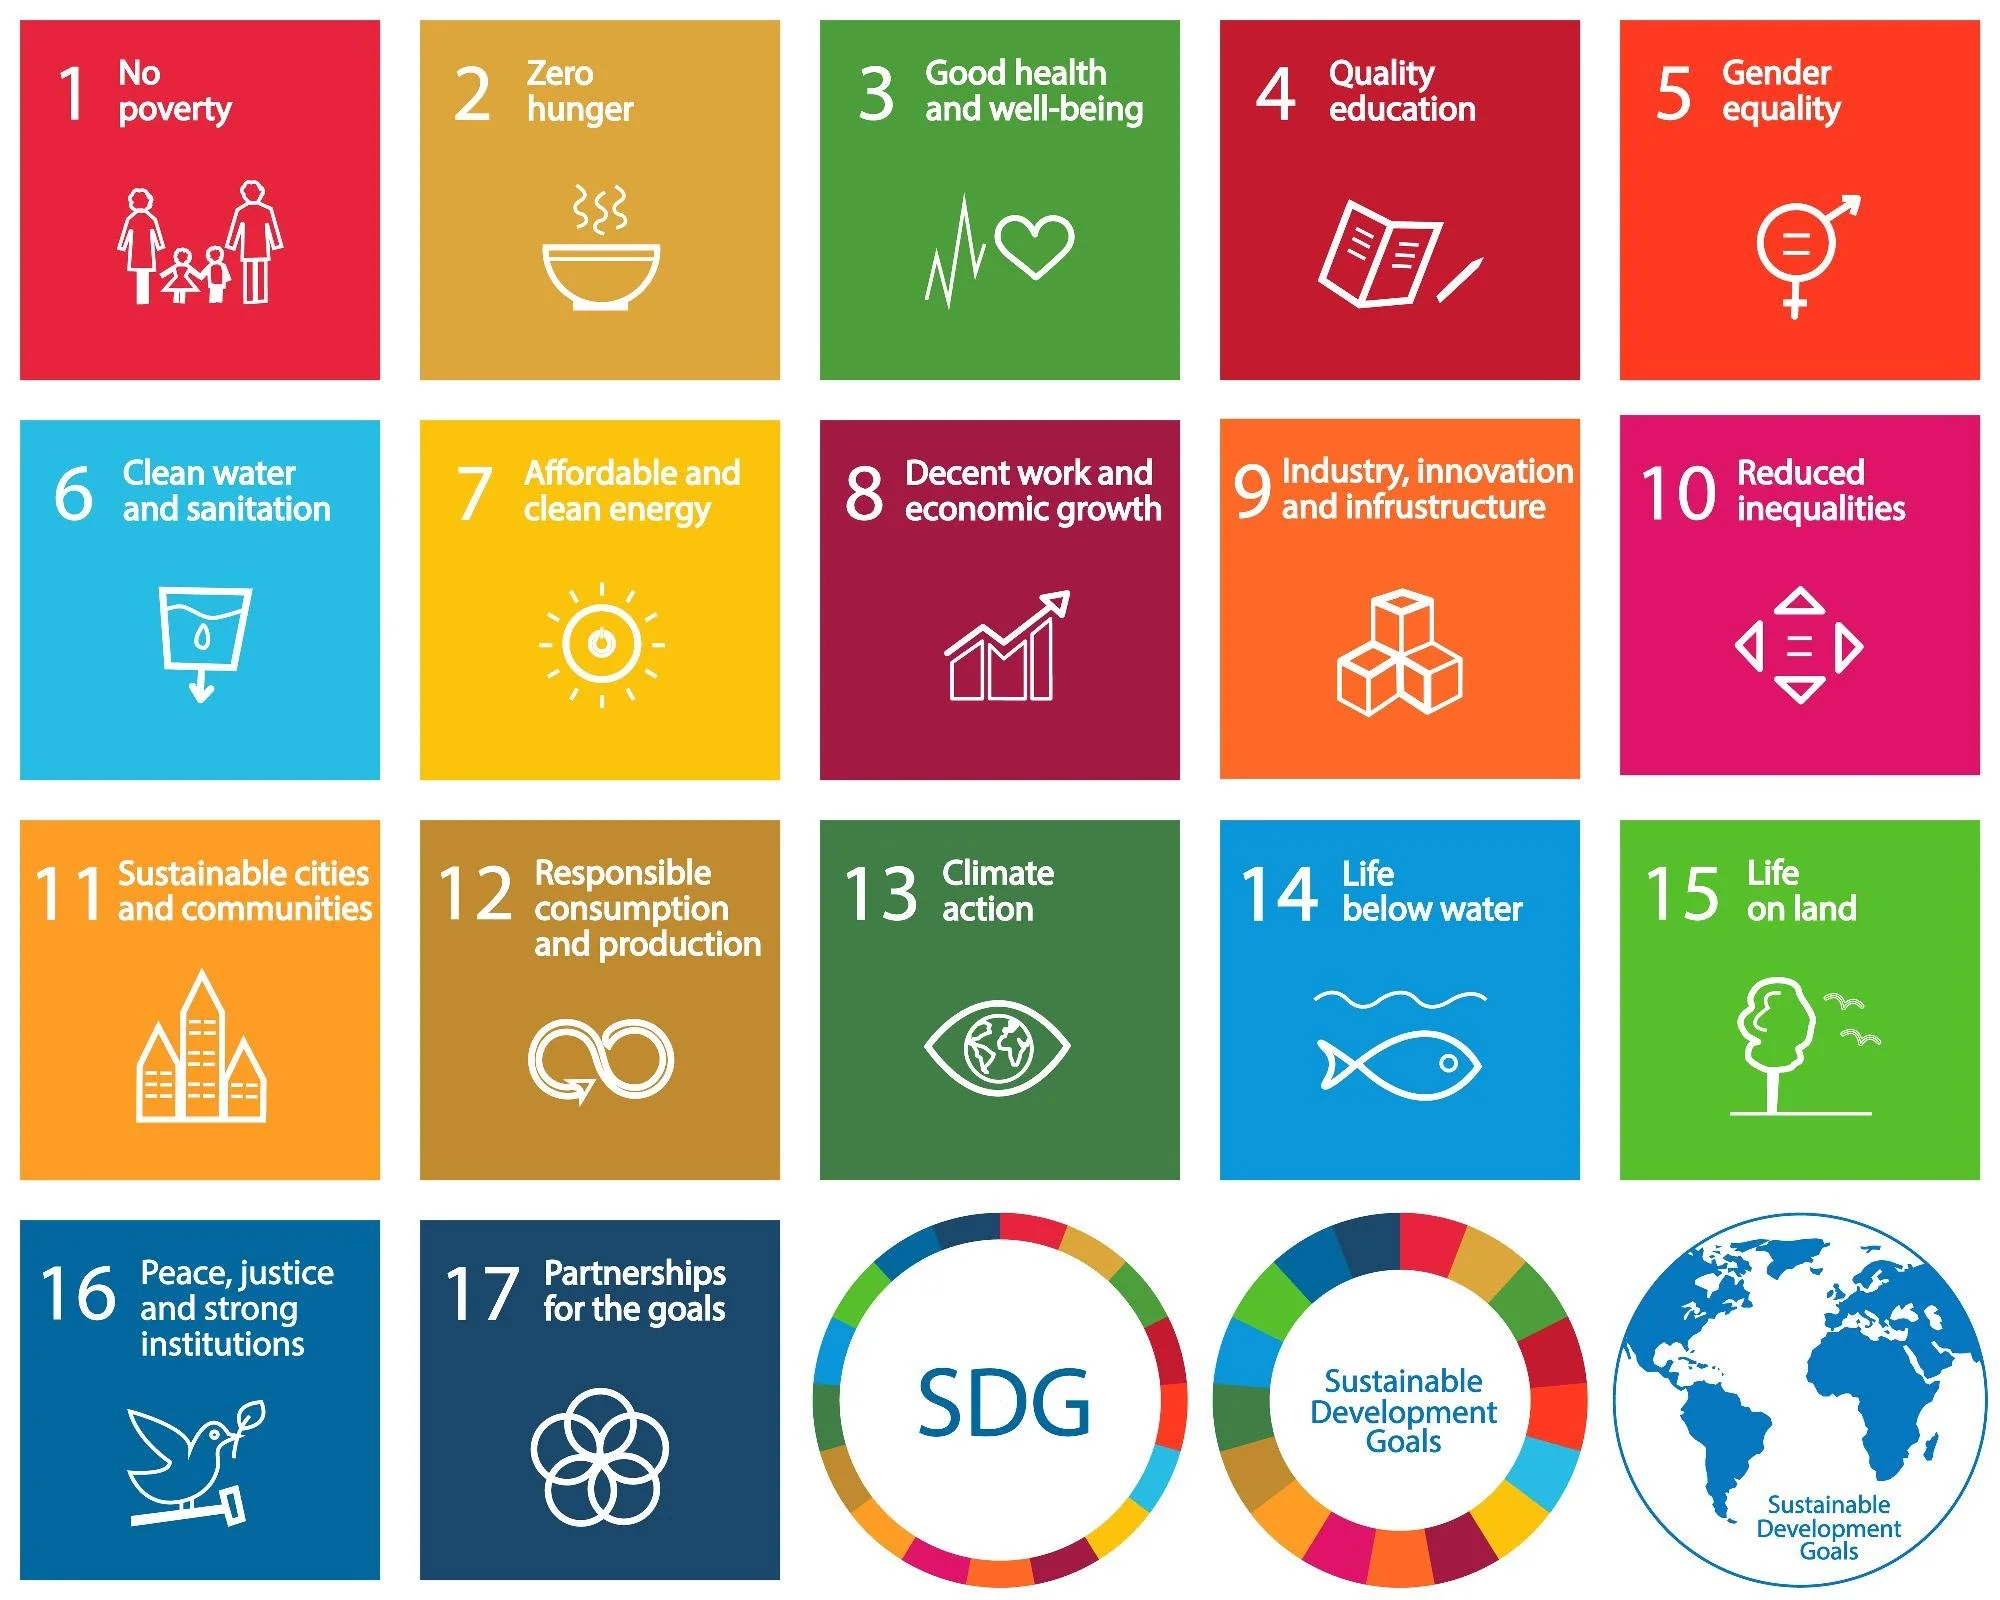 1 No
poverty
2 Zero
hunger
3 Good health
and well-being
4 Quality
education
5 Gender
equality
6 Clean water
and sanitation
7 Affordable and
clean energy
8 Decent work and
economic growth
9 Industry, innovation
and infrustructure
10 Reduced
inequalities
11 Sustainable cities
and communities
12 Responsible
consumption
and production
13 Climate
action
14 Life
below water
15 Life
on land
16 Peace, justice
and strong
institutions
17 Partnerships
for the goals
SDG
Sustainable
Development
Goals
Sustainable
Development
Goals